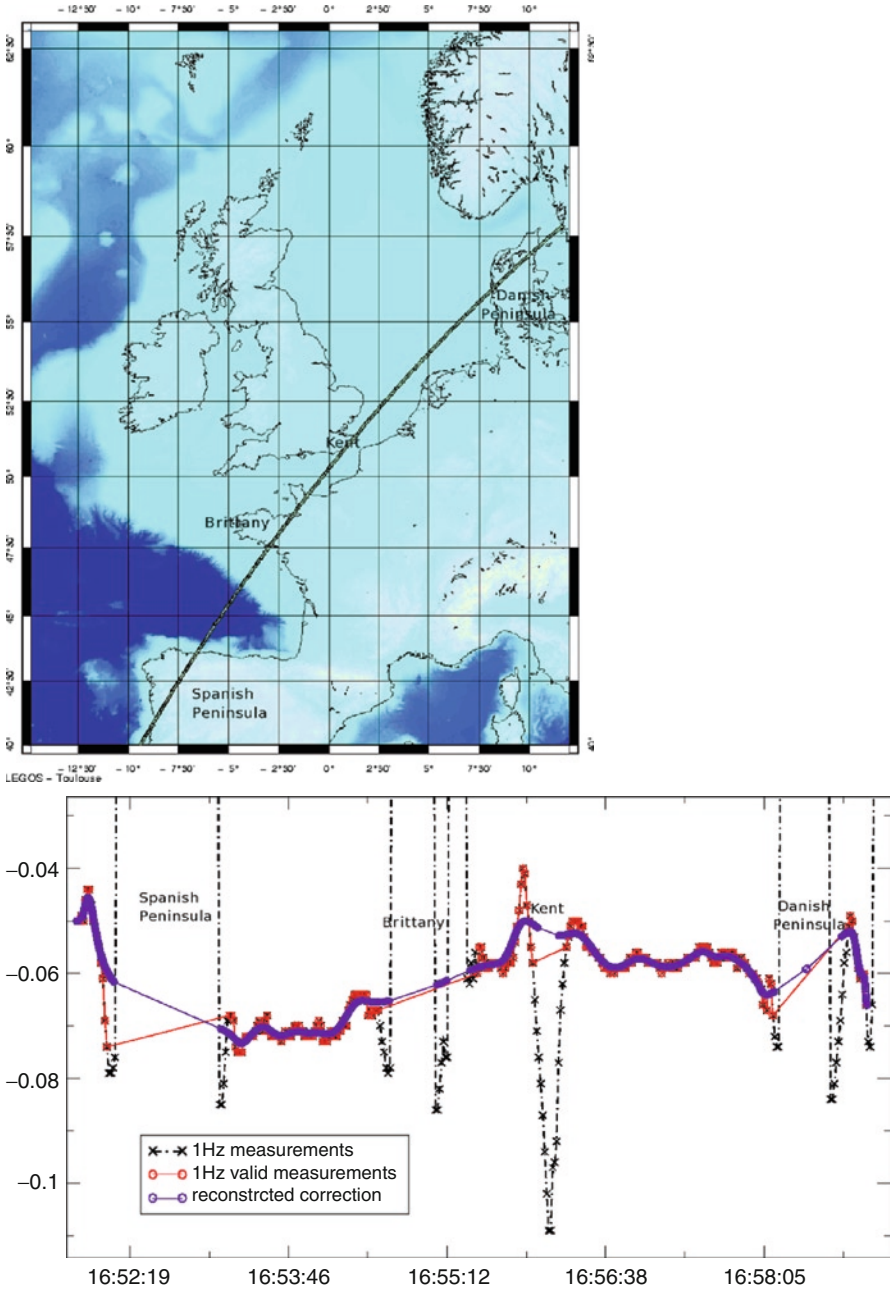 – 12°30' – 10° – 7°30' – 5° – 2°30' 0° 2°30' 5° 7°30' 10°
62°30' 62°30'
60°
57°30'
55°
52°30'
50°
47°30'
45°
42°30'
40° 40°
Danish
Peninsula
Kent
Brittany
Spanish
Peninsula
– 12°30' – 10° – 7°30' – 5° – 2°30' 0° 2°30' 5° 7°30' 10°
LEGOS – Toulouse
–0.04
–0.06
–0.08
–0.1
Spanish
Peninsula
Brittany
Kent
Danish
Peninsula
1Hz measurements
1Hz valid measurements
reconstrcted correction
16:52:19 16:53:46 16:55:12 16:56:38 16:58:05